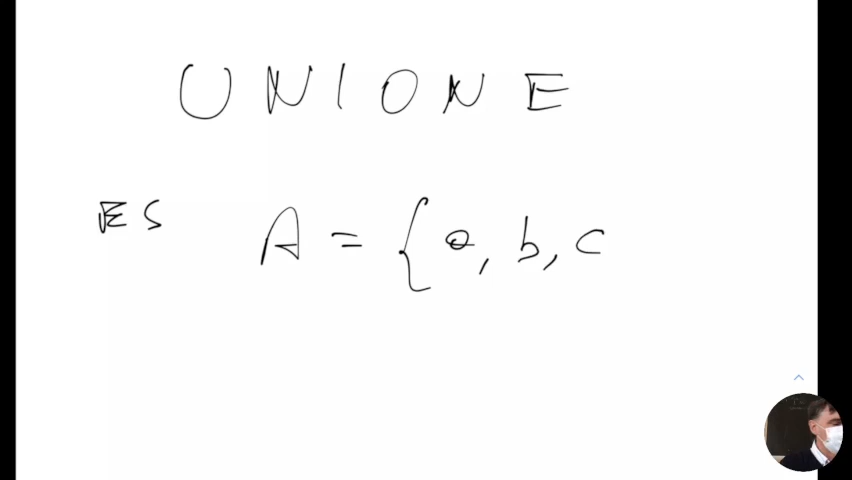 UNIONE
ES A = { a, b, c